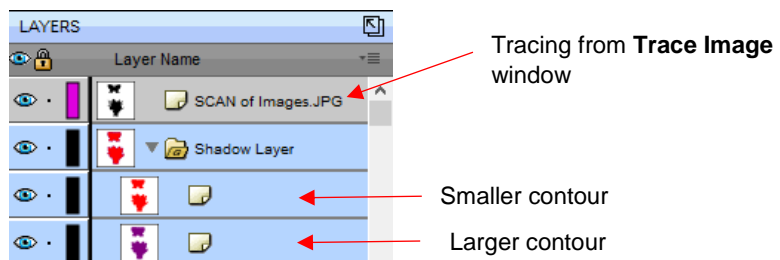 LAYERS
Layer Name
SCAN of Images.JPG
Shadow Layer
Tracing from Trace Image
window
Smaller contour
Larger contour